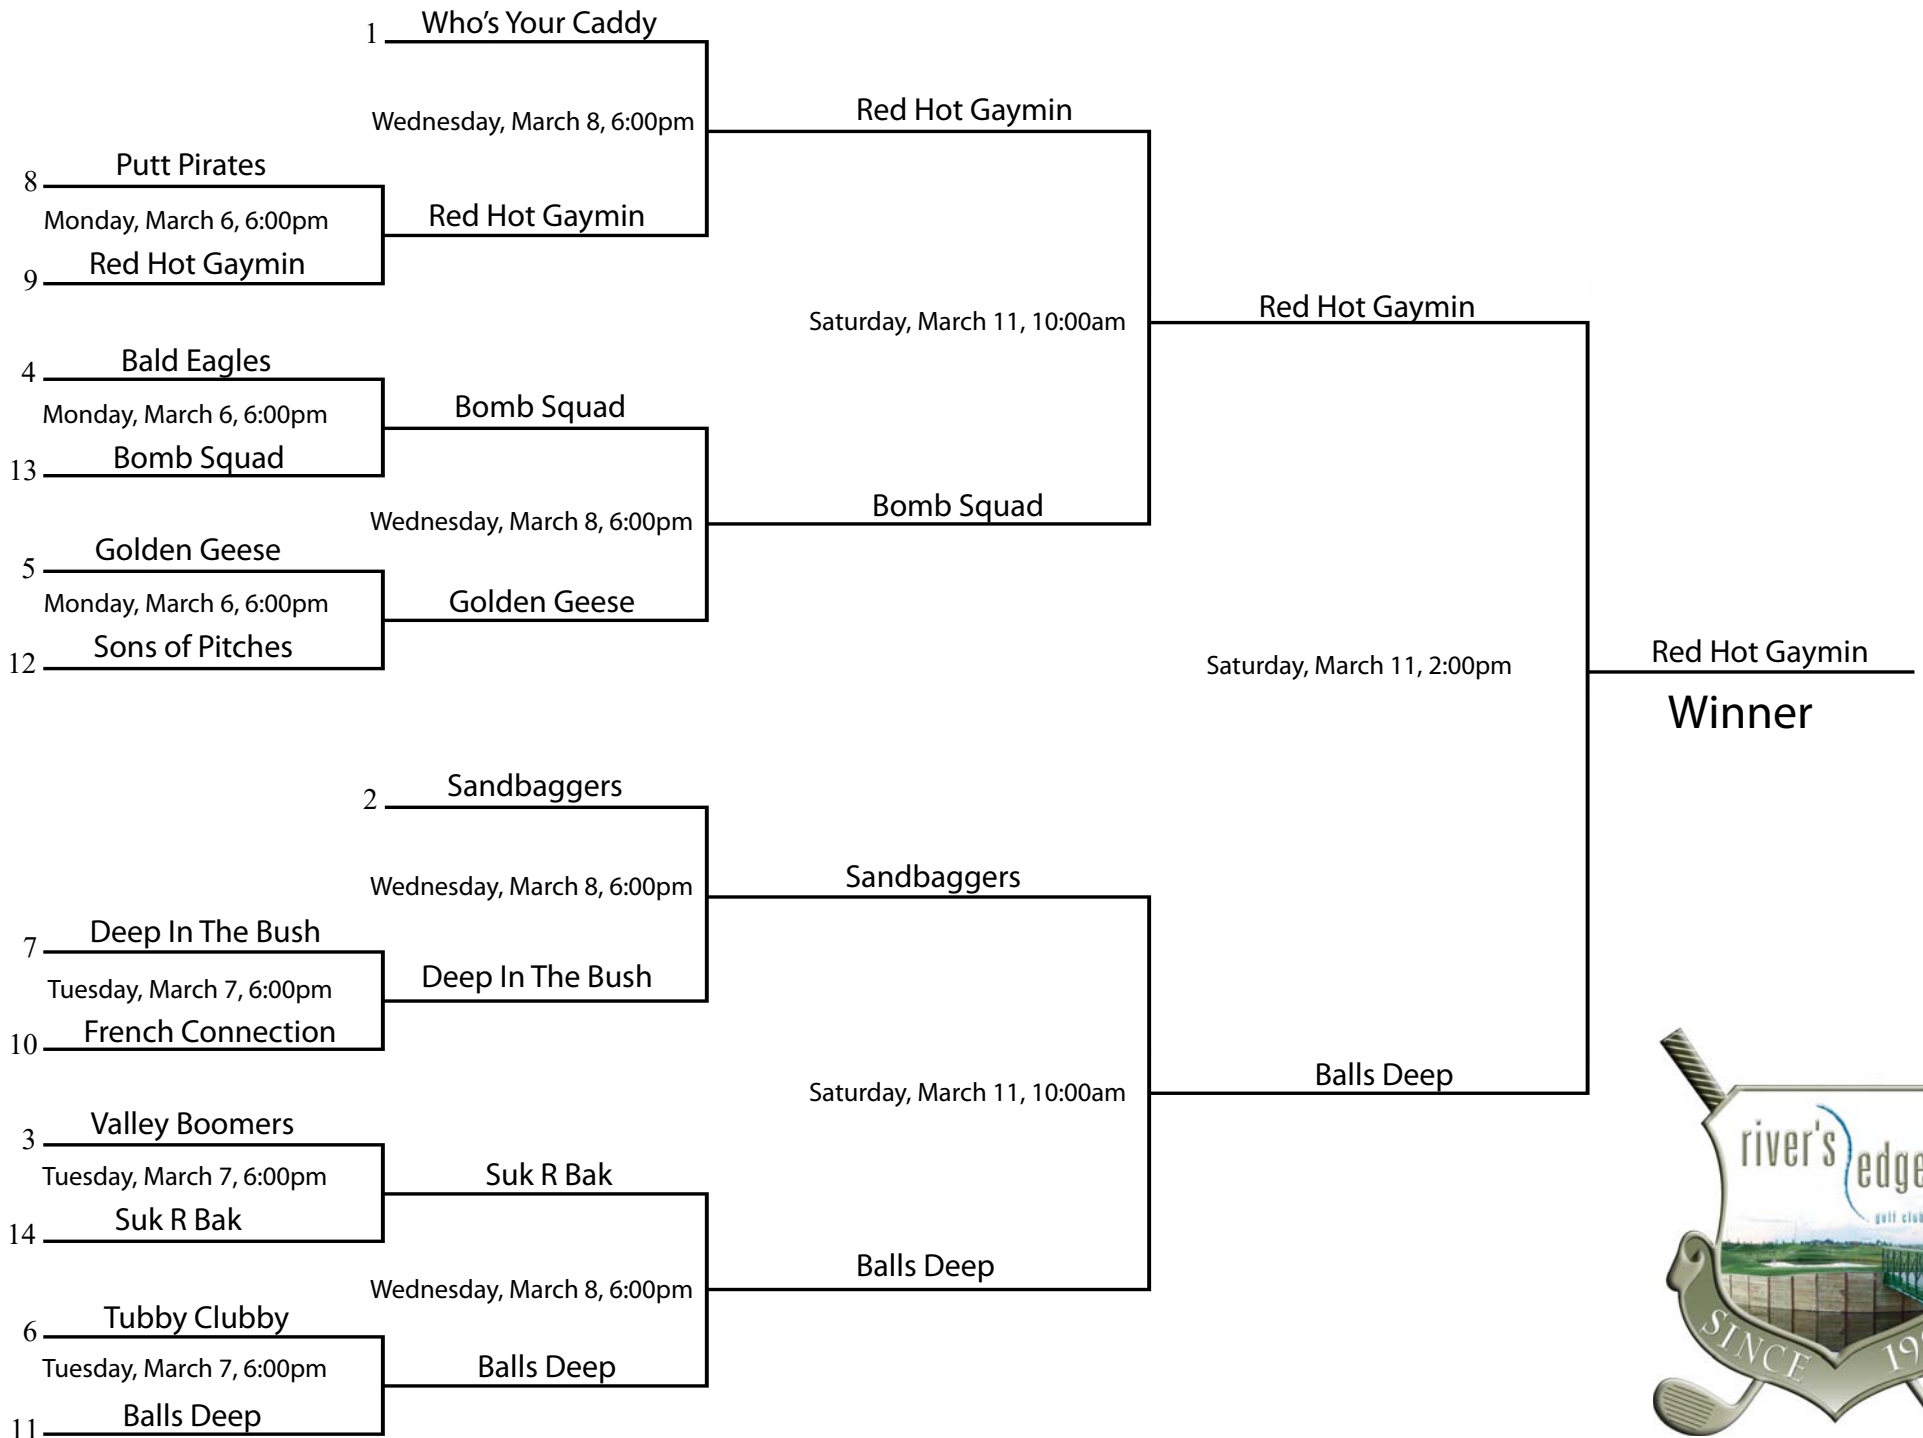 1 Who's Your Caddy
Wednesday, March 8, 6:00pm
Red Hot Gaymin
8 Putt Pirates
Monday, March 6, 6:00pm
Red Hot Gaymin
9 Red Hot Gaymin
Saturday, March 11, 10:00am
Red Hot Gaymin
4 Bald Eagles
Monday, March 6, 6:00pm
Bomb Squad
13 Bomb Squad
Wednesday, March 8, 6:00pm
Bomb Squad
5 Golden Geese
Monday, March 6, 6:00pm
Golden Geese
12 Sons of Pitches
Saturday, March 11, 2:00pm
Red Hot Gaymin
Winner
2 Sandbaggers
Wednesday, March 8, 6:00pm
Sandbaggers
7 Deep In The Bush
Tuesday, March 7, 6:00pm
Deep In The Bush
10 French Connection
Saturday, March 11, 10:00am
Balls Deep
3 Valley Boomers
Tuesday, March 7, 6:00pm
Suk R Bak
14 Suk R Bak
Wednesday, March 8, 6:00pm
Balls Deep
6 Tubby Clubby
Tuesday, March 7, 6:00pm
Balls Deep
11 Balls Deep
river's edge
golf club
SINCE